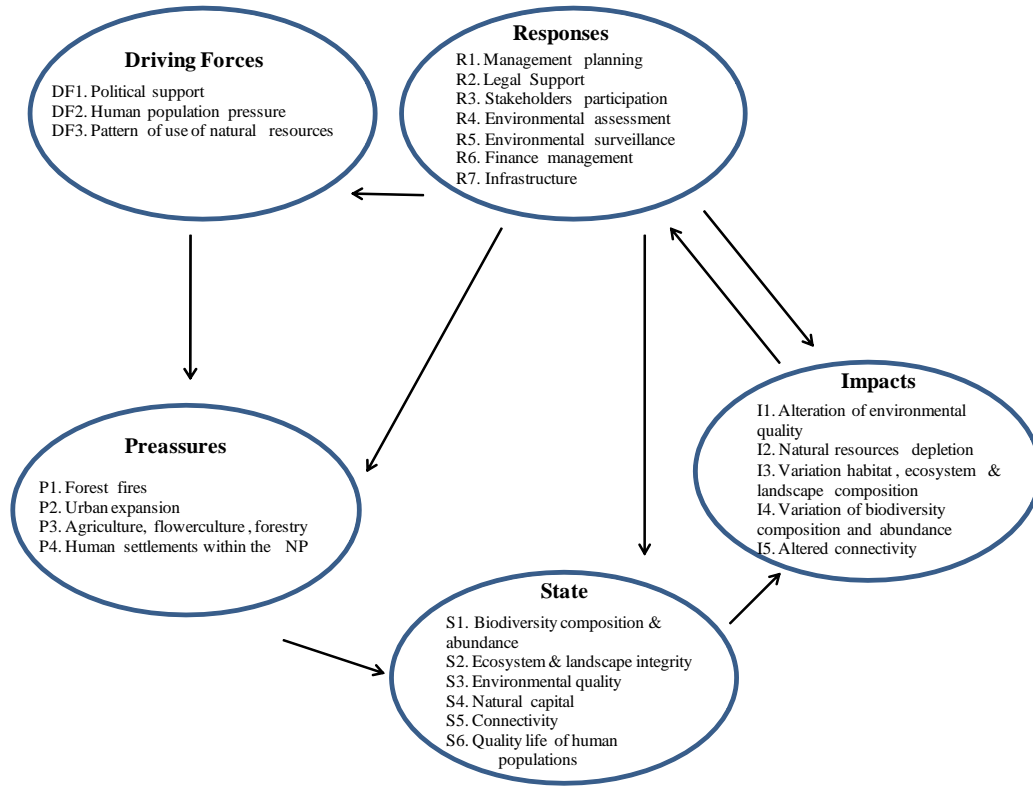 Driving Forces
DF1. Political support
DF2. Human population pressure
DF3. Pattern of use of natural resources
Responses
R1. Management planning
R2. Legal Support
R3. Stakeholders participation
R4. Environmental assessment
R5. Environmental surveillance
R6. Finance management
R7. Infrastructure
Preassures
P1. Forest fires
P2. Urban expansion
P3. Agriculture, flowerculture, forestry
P4. Human settlements within the NP
Impacts
I1. Alteration of environmental
quality
I2. Natural resources depletion
I3. Variation habitat, ecosystem &
landscape composition
I4. Variation of biodiversity
composition and abundance
I5. Altered connectivity
State
S1. Biodiversity composition &
abundance
S2. Ecosystem & landscape integrity
S3. Environmental quality
S4. Natural capital
S5. Connectivity
S6. Quality life of human
populations